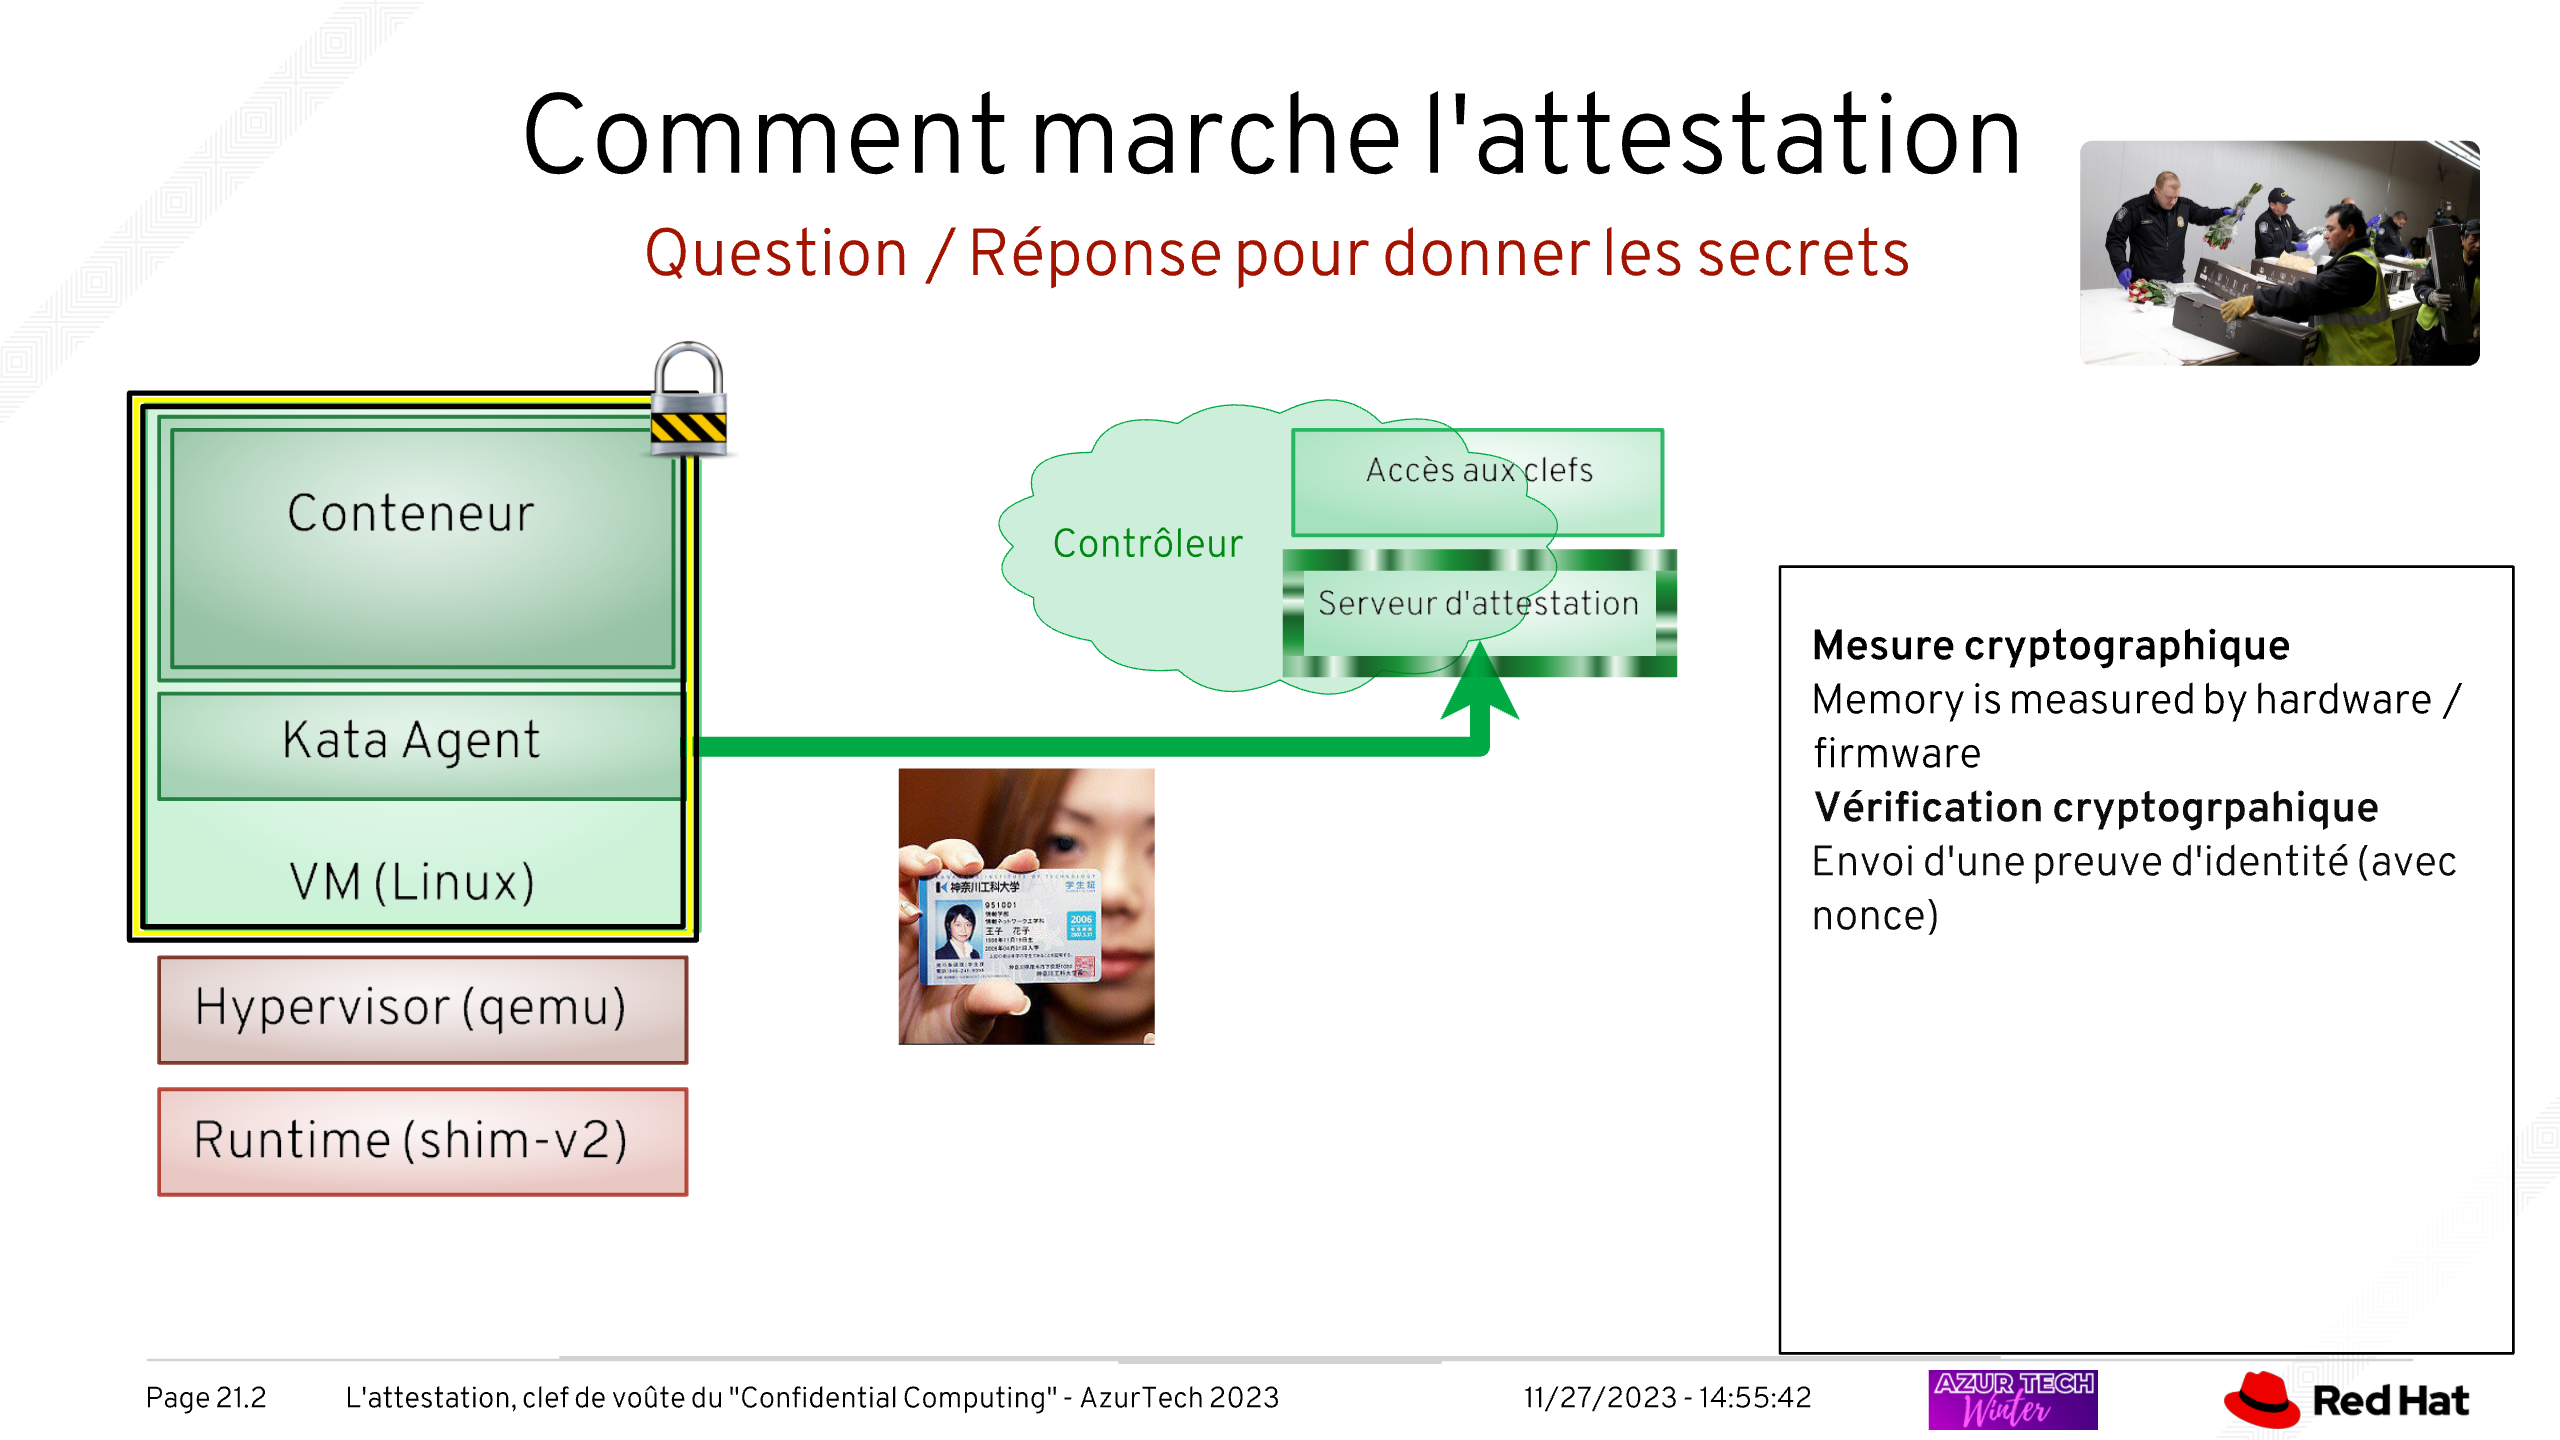 Comment marche l'attestation
Question / Réponse pour donner les secrets
Conteneur
Kata Agent
VM (Linux)
Hypervisor (qemu)
Runtime (shim-v2)
Contrôleur
Accès aux clefs
Serveur d'attestation
神奈川工科大学
学生証
951001
2006
王子 花子
Mesure cryptographique
Memory is measured by hardware /
firmware
Vérification cryptogrpahique
Envoi d'une preuve d'identité (avec
nonce)
Page 21.2
L'attestation, clef de voûte du "Confidential Computing" - AzurTech 2023
11/27/2023 - 14:55:42
AZUR TECH
Winter
Red Hat